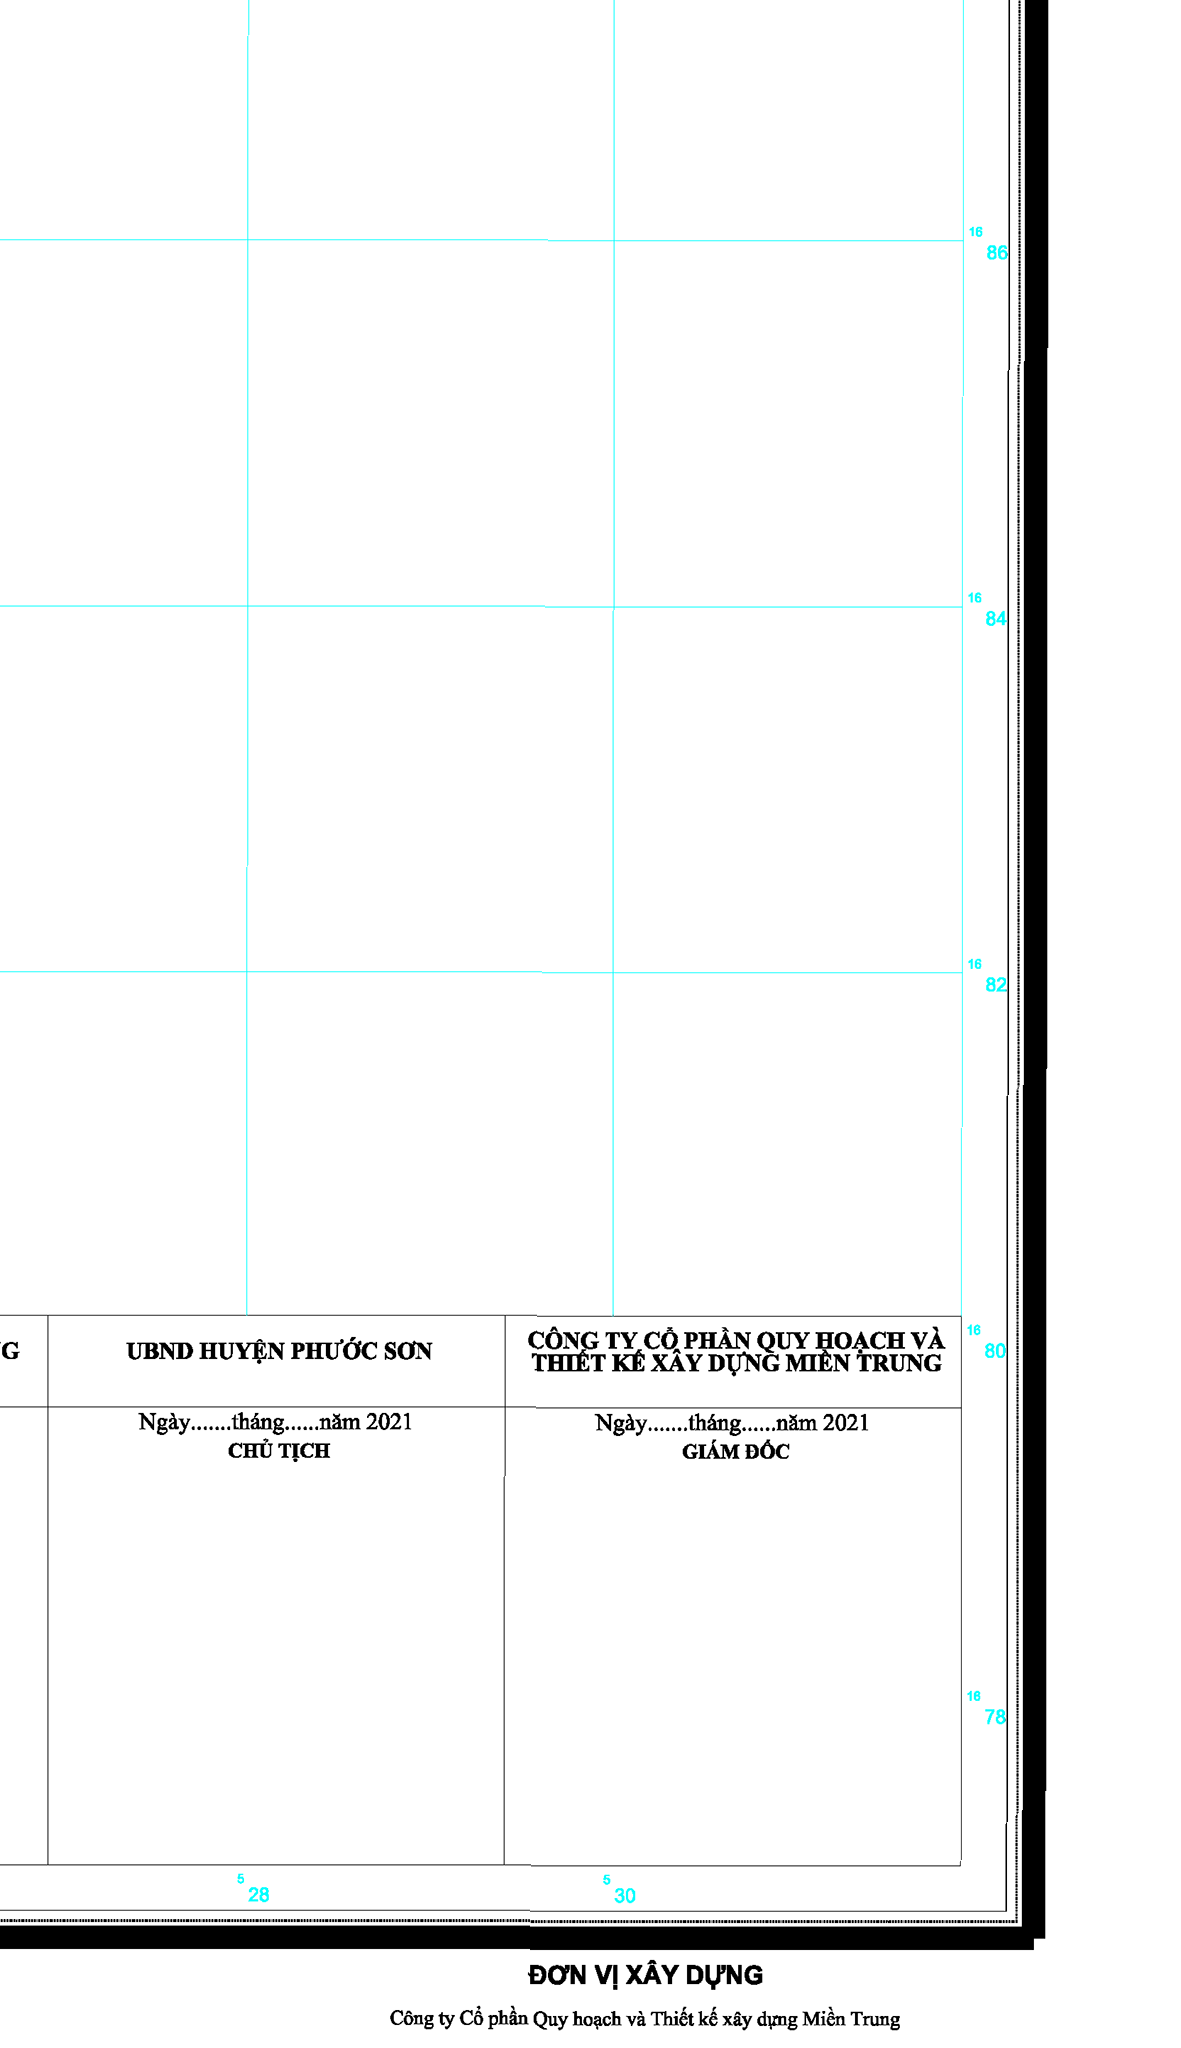 16
86
16
84
16
82
16
80
G
UBND HUYỆN PHƯỚC SƠN
CÔNG TY CỔ PHẦN QUY HOẠCH VÀ
THIẾT KẾ XÂY DỰNG MIỀN TRUNG
Ngày.......tháng......năm 2021
CHỦ TỊCH
Ngày.......tháng......năm 2021
GIÁM ĐỐC
16
78
5
28
5
30
ĐƠN VỊ XÂY DỰNG
Công ty Cổ phần Quy hoạch và Thiết kế xây dựng Miền Trung